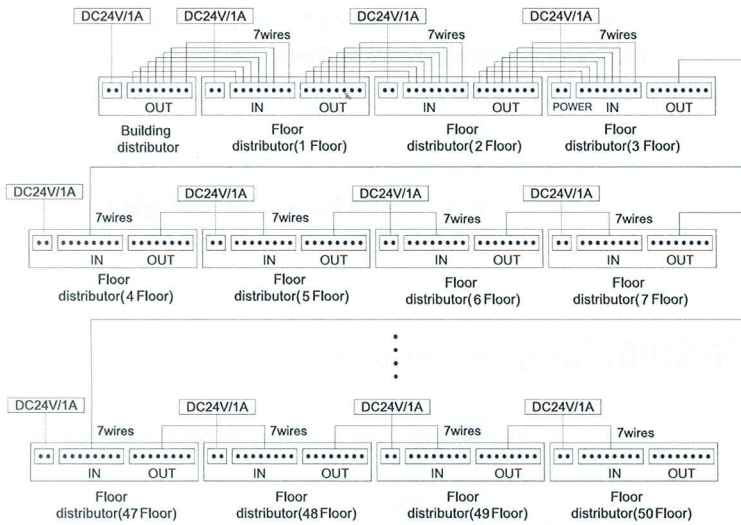 DC24V/1A DC24V/1A DC24V/1A DC24V/1A
7wires 7wires 7wires
OUT IN OUT IN OUT POWER IN OUT
Building Floor Floor Floor
distributor distributor(1 Floor) distributor(2 Floor) distributor(3 Floor)
DC24V/1A DC24V/1A DC24V/1A DC24V/1A
7wires 7wires 7wires 7wires
IN OUT IN OUT IN OUT IN OUT
Floor Floor Floor Floor
distributor(4 Floor) distributor(5 Floor) distributor(6 Floor) distributor(7 Floor)
DC24V/1A DC24V/1A DC24V/1A DC24V/1A
7wires 7wires 7wires 7wires
IN OUT IN OUT IN OUT IN OUT
Floor Floor Floor Floor
distributor(47 Floor) distributor(48 Floor) distributor(49 Floor) distributor(50 Floor)